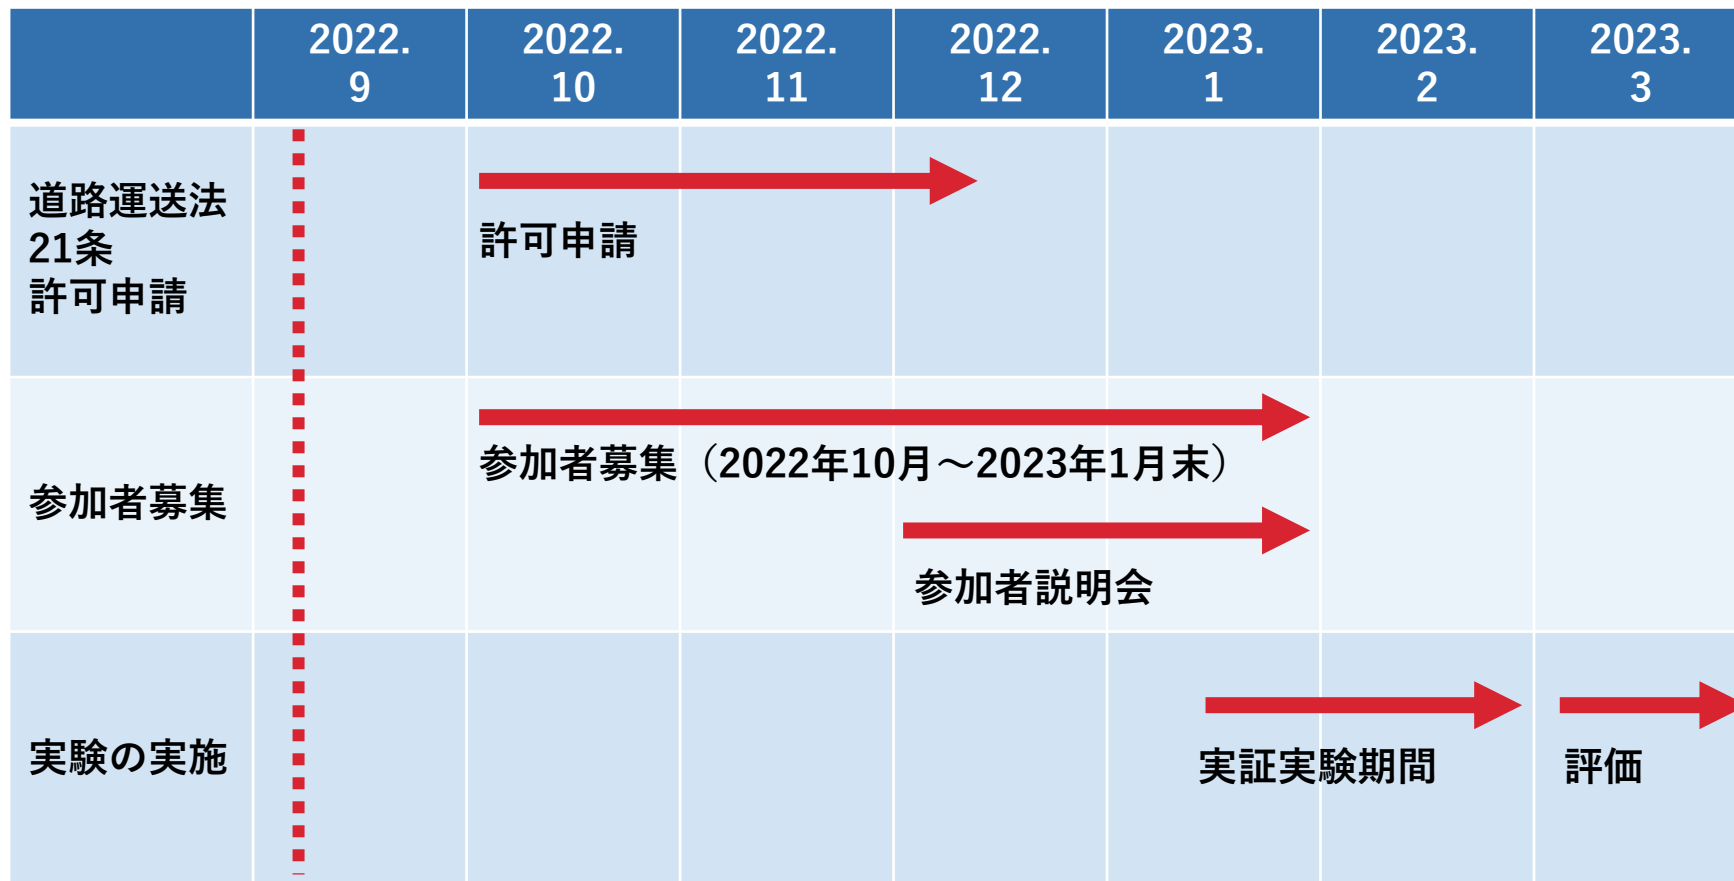 2022.
9
2022.
10
2022.
11
2022.
12
2023.
1
2023.
2
2023.
3
道路運送法
21条
許可申請
許可申請
参加者募集
参加者募集（2022年10月～2023年1月末）
参加者説明会
実験の実施
実証実験期間
評価